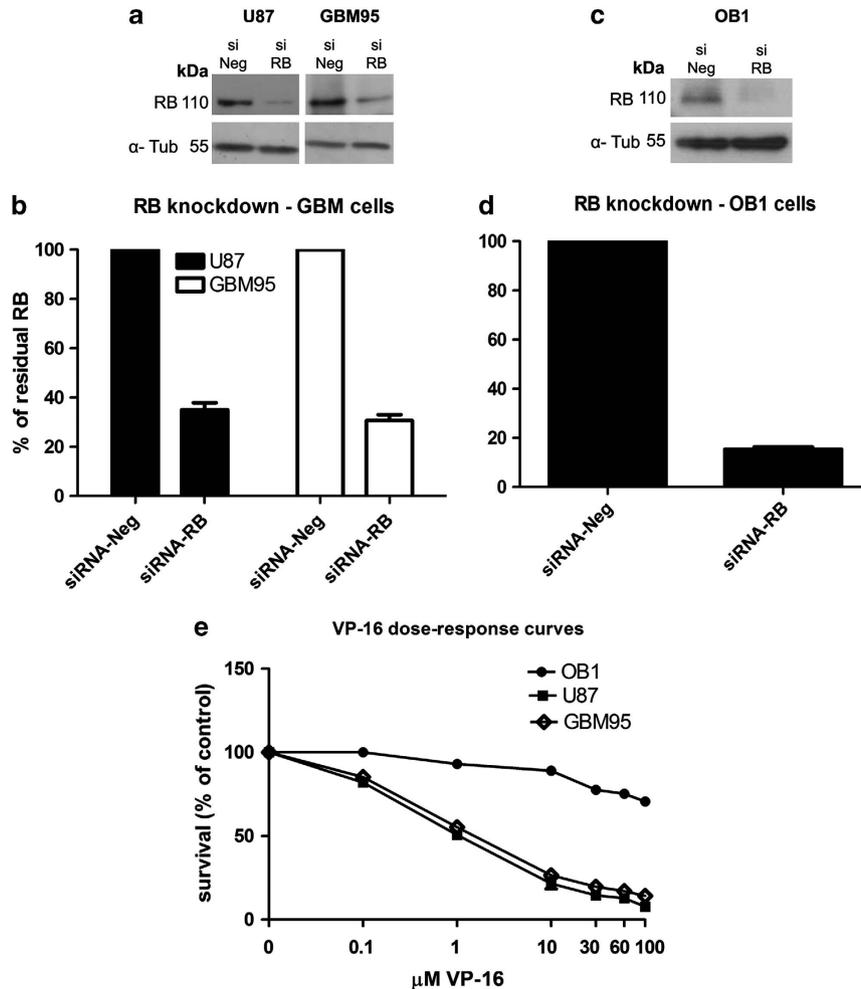 a
U87 GBM95
si Neg si RB si Neg si RB
kDa
RB 110
α- Tub 55
c
OB1
si Neg si RB
kDa
RB 110
α- Tub 55
b
RB knockdown - GBM cells
% of residual RB
100
80
60
40
20
0
U87
GBM95
siRNA-Neg
siRNA-RB
siRNA-Neg
siRNA-RB
d
RB knockdown - OB1 cells
100
80
60
40
20
0
siRNA-Neg
siRNA-RB
e
VP-16 dose-response curves
survival (% of control)
150
100
50
0
OB1
U87
GBM95
0 0.1 1 10 30 60 100
μM VP-16